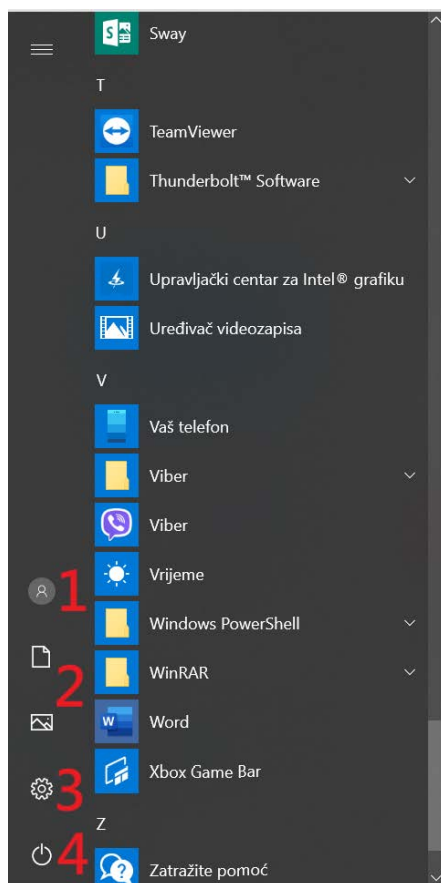 Sway
T
TeamViewer
Thunderbolt™ Software
U
Upravljački centar za Intel® grafiku
Uređivač videozapisa
V
Vaš telefon
Viber
Viber
1
Vrijeme
Windows PowerShell
2
WinRAR
Word
3
Xbox Game Bar
Z
4
Zatražite pomoć